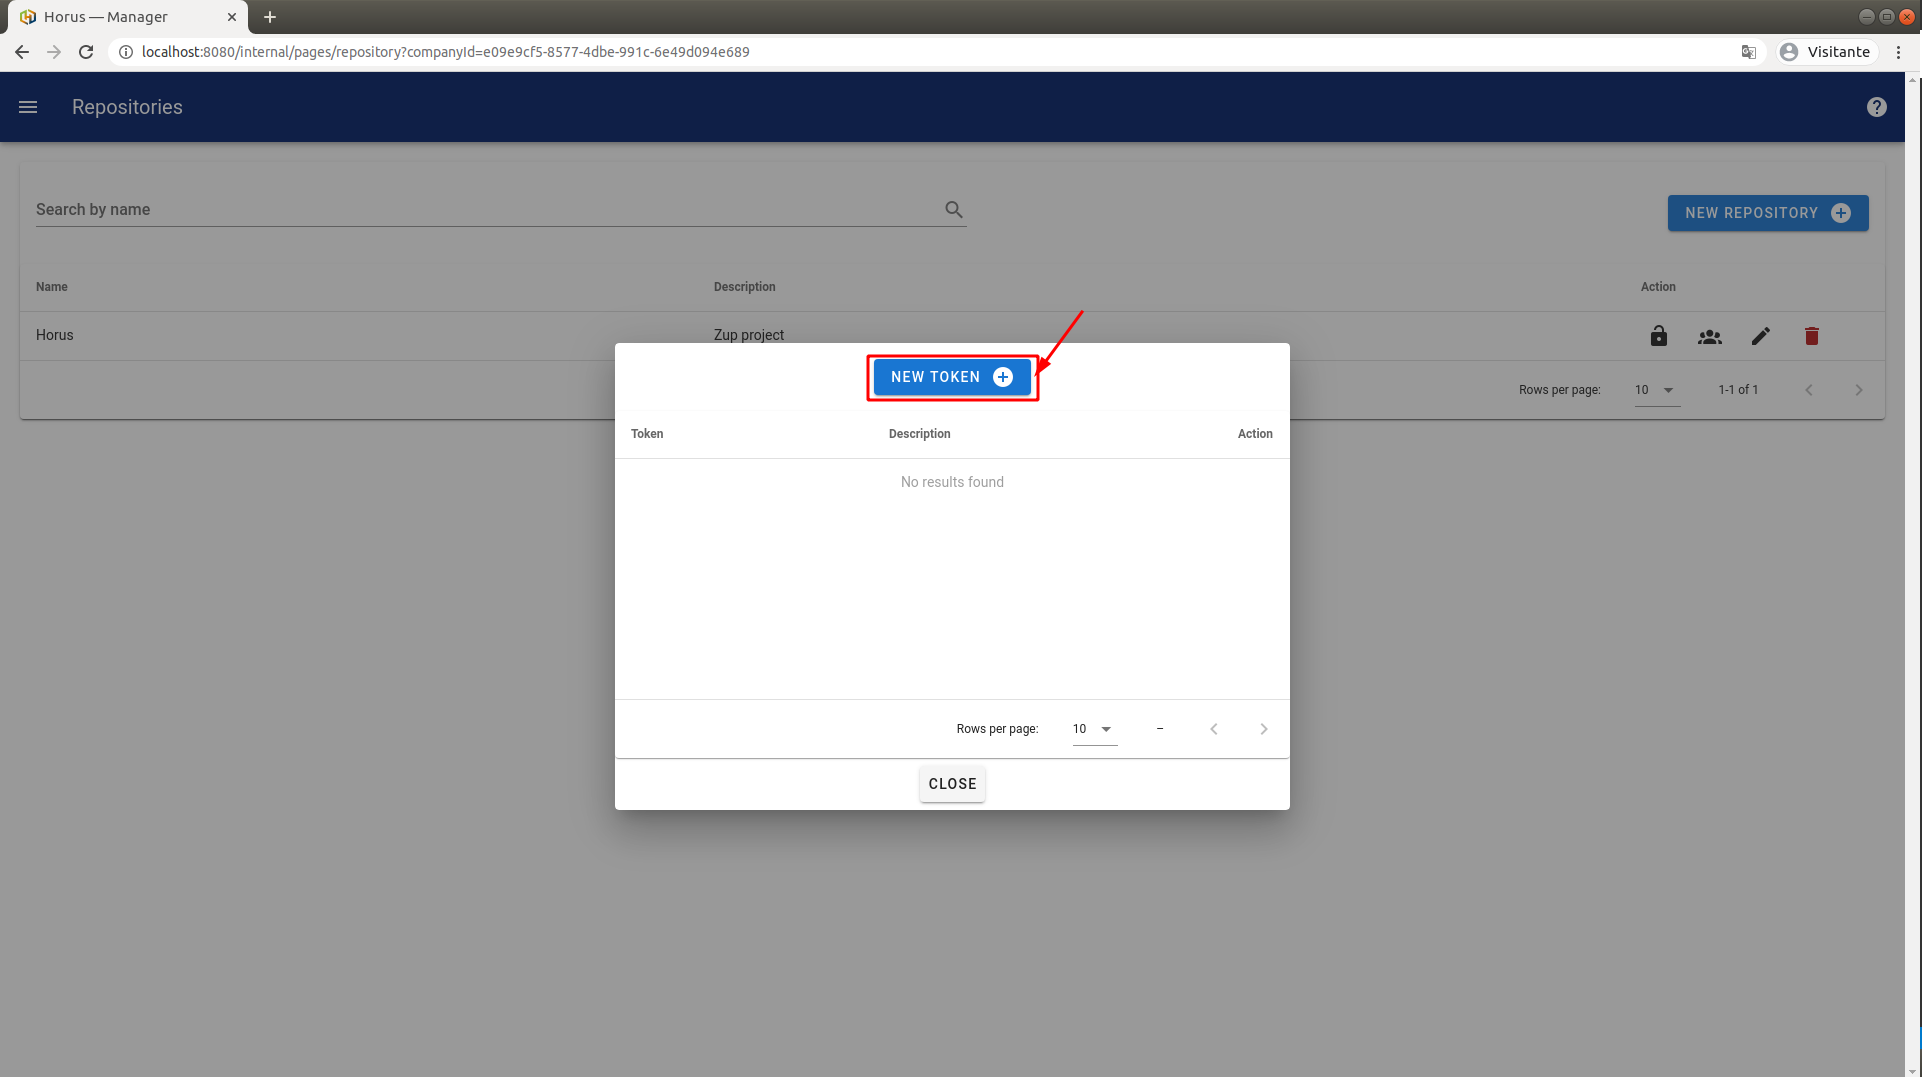 Horus — Manager
localhost:8080/internal/pages/repository?companyId=e09e9cf5-8577-4dbe-991c-6e49d094e689
Visitante
Repositories
Search by name
NEW REPOSITORY
Name Description Action
Horus Zup project
Rows per page: 10 1-1 of 1
NEW TOKEN
Token Description Action
No results found
Rows per page: 10 –
CLOSE